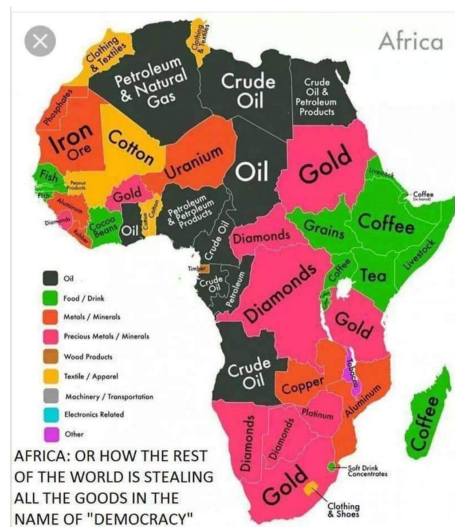 Africa
Clothing
& Textiles
Clothing
& Textiles
Petroleum
& Natural
Gas
Crude
Oil
Crude
Oil &
Petroleum
Products
Phosphates
Iron
Ore
Cotton
Uranium
Oil
Gold
Fish
Peanut
Products
Aluminum
Diamonds
Rubber
Cocoa
Beans
Gold
Oil
Cotton
Petroleum &
Petroleum
Products
Crude Oil
Diamonds
Grains
Livestock
Coffee
Coffee
Livestock
Timber
Crude
Oil
Petroleum
Diamonds
Coffee
Tea
Gold
Crude
Oil
Copper
Tobacco
Aluminum
Platinum
Diamonds
Diamonds
Coffee
Gold
Soft Drink
Concentrates
Clothing
& Shoes
Oil
Food / Drink
Metals / Minerals
Precious Metals / Minerals
Wood Products
Textile / Apparel
Machinery / Transportation
Electronics Related
Other
AFRICA: OR HOW THE REST
OF THE WORLD IS STEALING
ALL THE GOODS IN THE
NAME OF "DEMOCRACY"